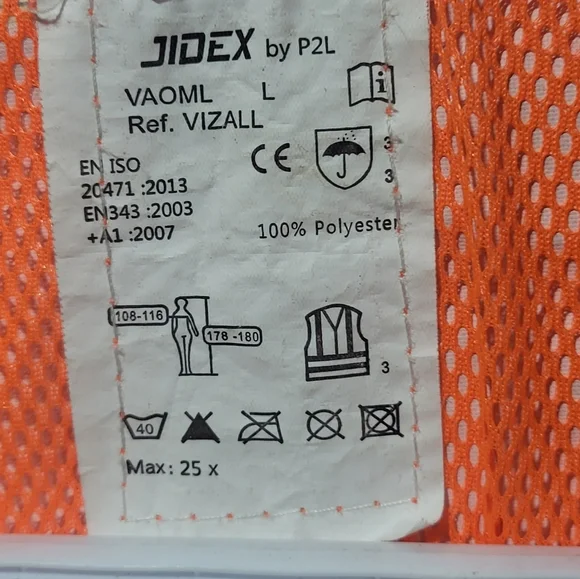 JIDEX by P2L
VAOML L
Ref. VIZALL
i
EN ISO
20471 :2013
EN343 :2003
+A1 :2007
CE
3
3
100% Polyester
108-116
178 -180
3
40
Max: 25 x